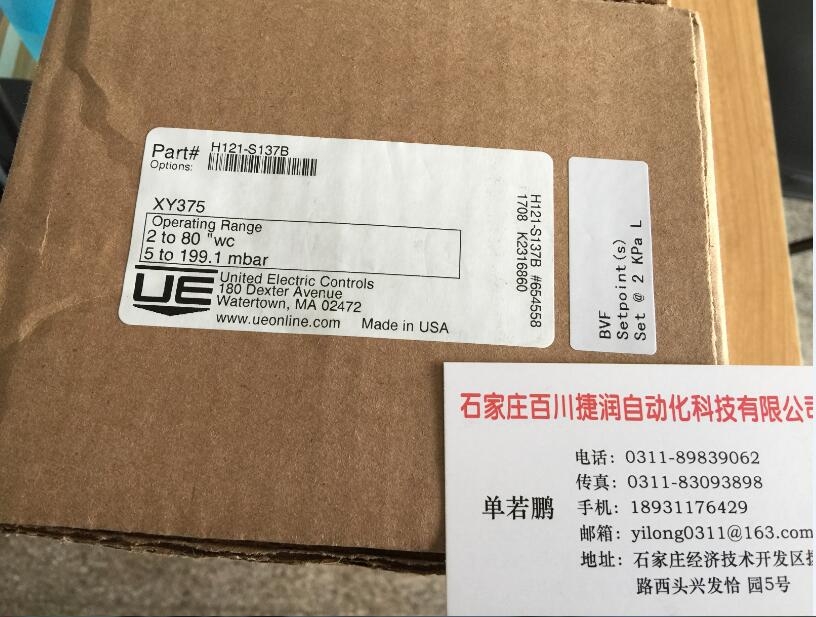 Part# H121-S137B
Options:
XY375
Operating Range
2 to 80 "wc
5 to 199.1 mbar
UE
United Electric Controls
180 Dexter Avenue
Watertown, MA 02472
www.ueonline.com Made in USA
H121-S137B #654558
1708 K2316860
BVF
Setpoint(s)
Set @ 2 KPa L
石家庄百川捷润自动化科技有限公司
电话：0311-89839062
传真：0311-83093898
单若鹏 手机：18931176429
邮箱：yilong0311@163.com
地址：石家庄经济技术开发区
路西头兴发恰 园5号